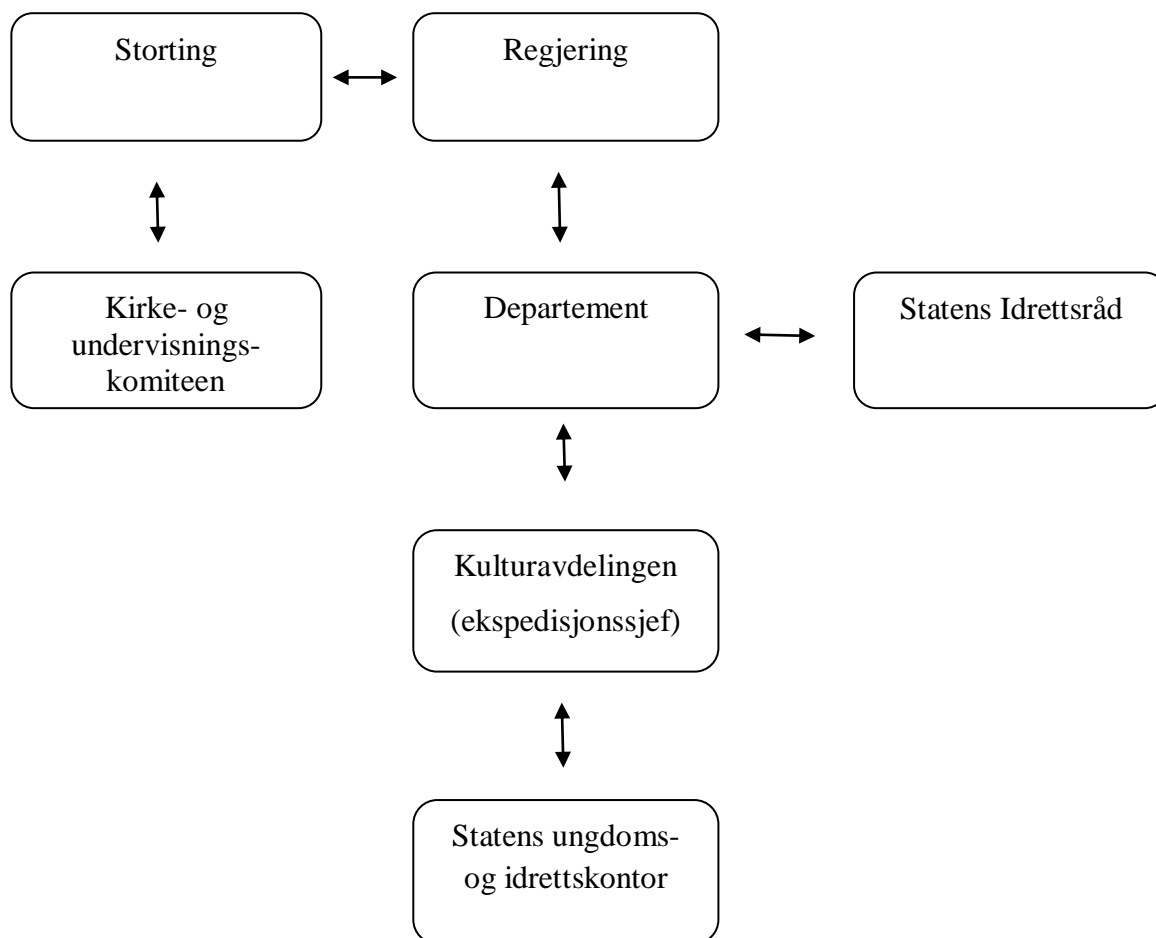 Storting
Regjering
Kirke- og
undervisnings-
komiteen
Departement
Statens Idrettsråd
Kulturavdelingen
(ekspedisjonssjef)
Statens ungdoms-
og idrettskontor